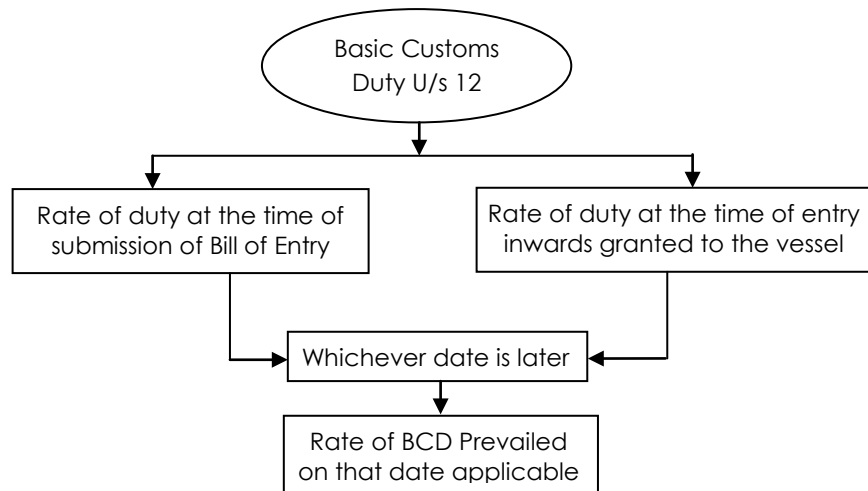 Basic Customs
Duty U/s 12
Rate of duty at the time of
submission of Bill of Entry
Rate of duty at the time of entry
inwards granted to the vessel
Whichever date is later
Rate of BCD Prevailed
on that date applicable